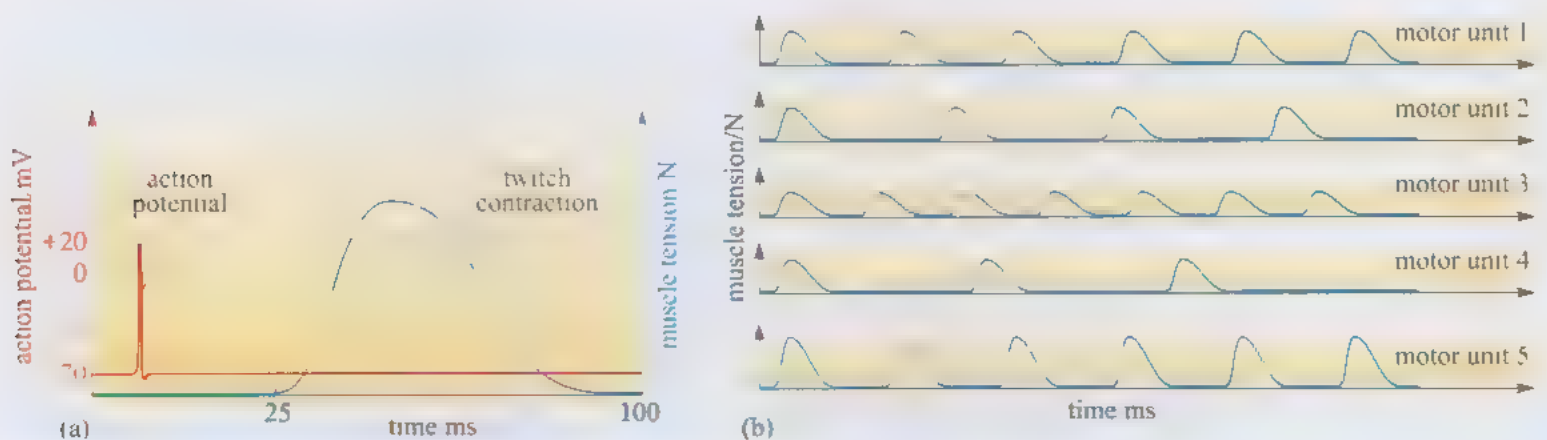 action potential mV
+20
0
70
action
potential
twitch
contraction
muscle tension N
25
100
time ms
(a)
muscle tension/N
motor unit 1
motor unit 2
motor unit 3
motor unit 4
motor unit 5
time ms
(b)